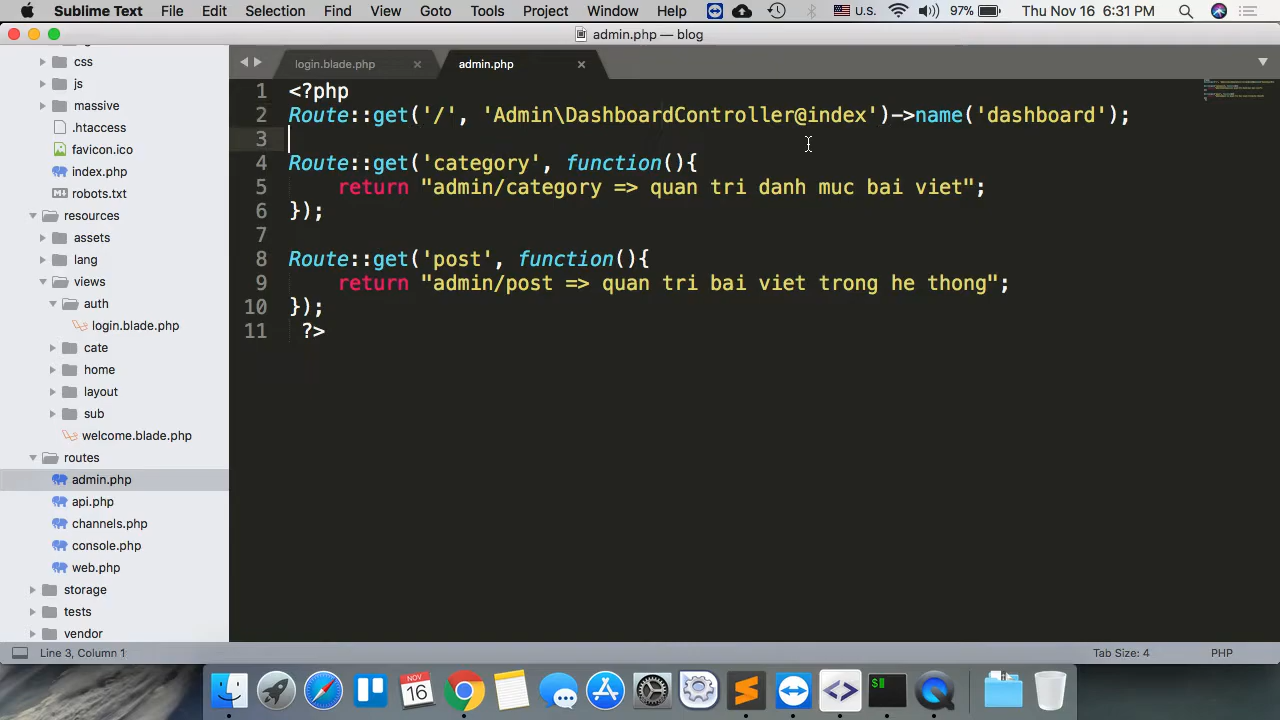 Sublime Text File Edit Selection Find View Goto Tools Project Window Help U.S. 97% Thu Nov 16 6:31 PM
admin.php — blog
login.blade.php admin.php
css
js
massive
.htaccess
favicon.ico
index.php
robots.txt
resources
assets
lang
views
auth
login.blade.php
cate
home
layout
sub
welcome.blade.php
routes
admin.php
api.php
channels.php
console.php
web.php
storage
tests
vendor
1 <?php
2 Route::get('/', 'Admin\DashboardController@index')->name('dashboard');
3
4 Route::get('category', function(){
5 return "admin/category => quan tri danh muc bai viet";
6 });
7
8 Route::get('post', function(){
9 return "admin/post => quan tri bai viet trong he thong";
10 });
11 ?>
Line 3, Column 1 Tab Size: 4 PHP
NOV
16